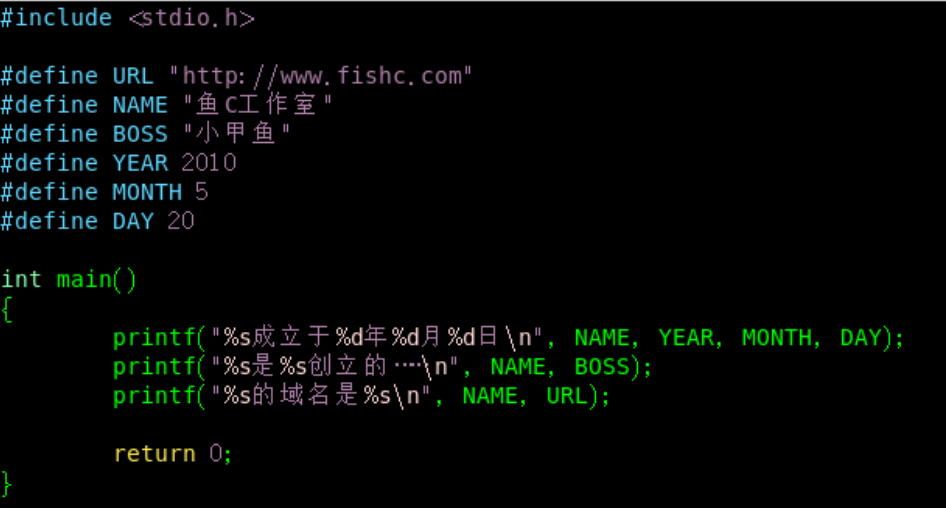 #include <stdio.h>

#define URL "http://www.fishc.com"
#define NAME "鱼C工作室"
#define BOSS "小甲鱼"
#define YEAR 2010
#define MONTH 5
#define DAY 20

int main()
{
        printf("%s成立于%d年%d月%d日\n", NAME, YEAR, MONTH, DAY);
        printf("%s是%s创立的……\n", NAME, BOSS);
        printf("%s的域名是%s\n", NAME, URL);

        return 0;
}